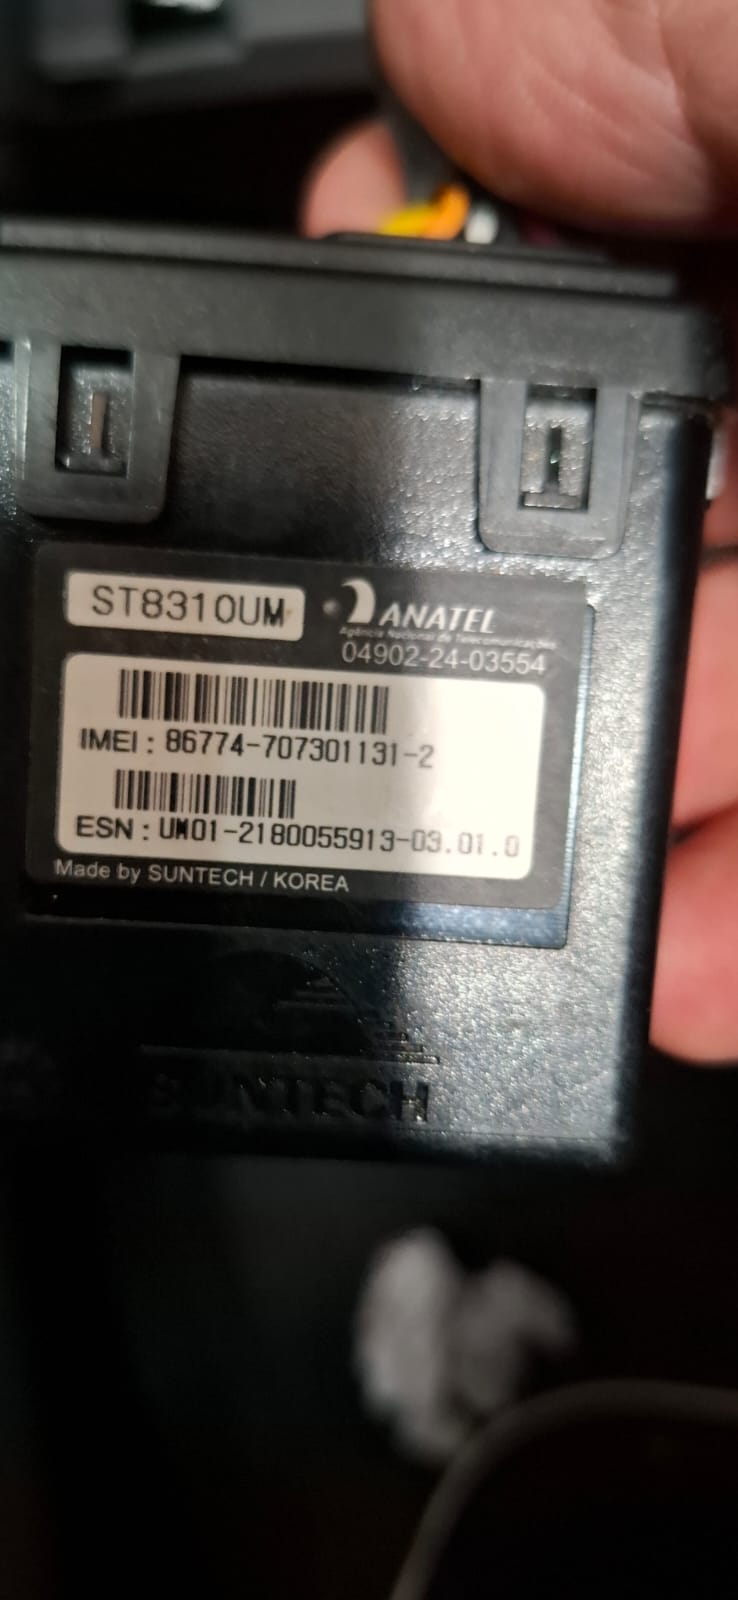 ST8310UM
ANATEL
Agência Nacional de Telecomunicações
04902-24-03554
IMEI : 86774-707301131-2
ESN : UM01-2180055913-03.01.0
Made by SUNTECH / KOREA
SUNTECH